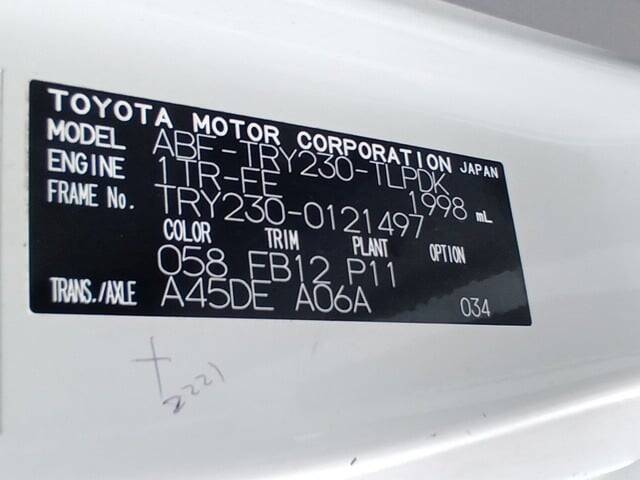 TOYOTA MOTOR CORPORATION JAPAN
MODEL ABF-TRY230-TLPDK
ENGINE 1TR-FE 1998 mL
FRAME No. TRY230-0121497
COLOR TRIM PLANT OPTION
058 FB12 P11
TRANS./AXLE A45DE A06A 034
2221